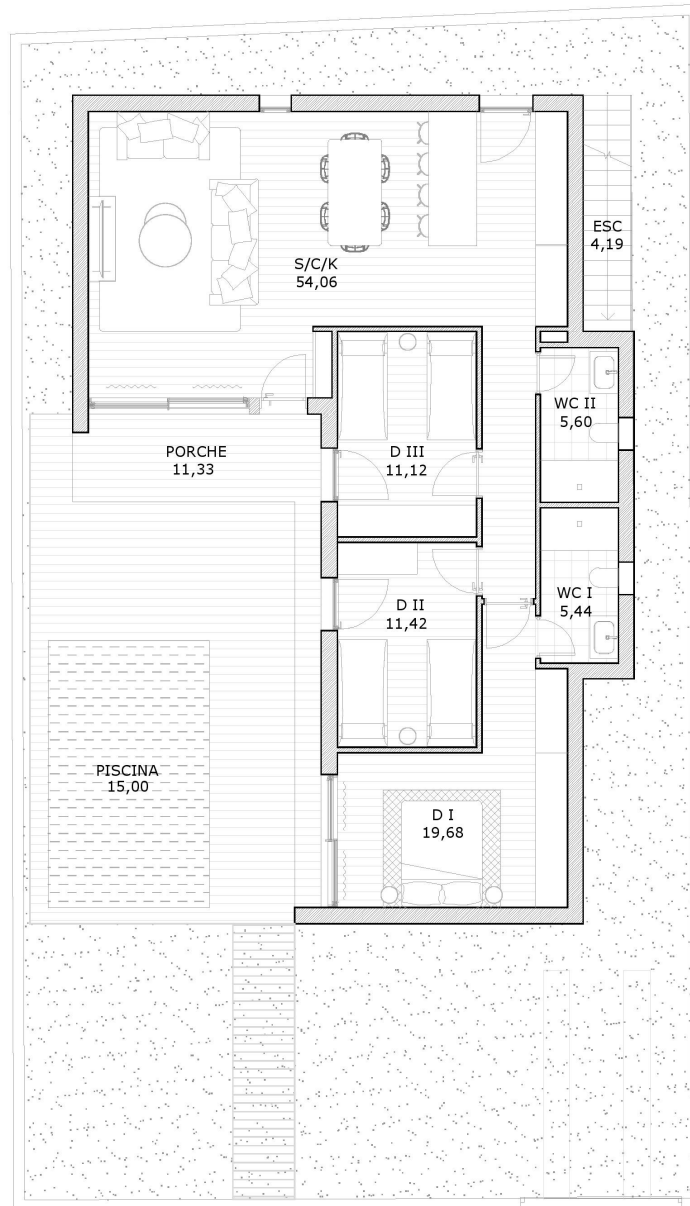 ESC
4,19
S/C/K
54,06
WC II
5,60
PORCHE
11,33
D III
11,12
WC I
5,44
D II
11,42
PISCINA
15,00
D I
19,68